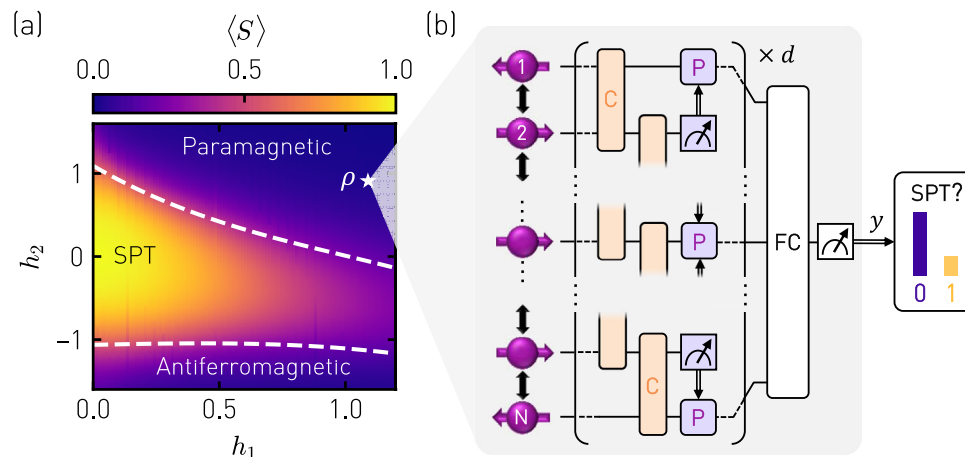 (a)
⟨S⟩
0.0 0.5 1.0
Paramagnetic
ρ
SPT
Antiferromagnetic
1
0
−1
h₂
0.0 0.5 1.0
h₁
(b)
× d
1
2
N
C
C
P
P
P
FC
y
SPT?
0 1